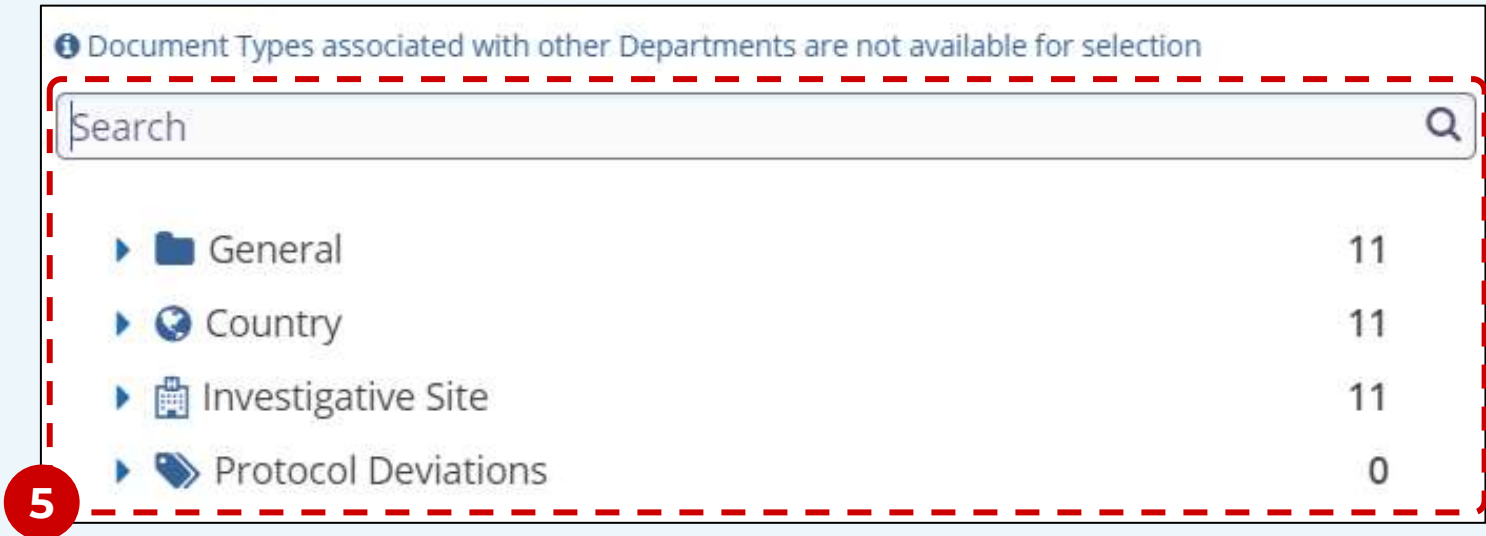 Document Types associated with other Departments are not available for selection
Search
General 11
Country 11
Investigative Site 11
Protocol Deviations 0
5